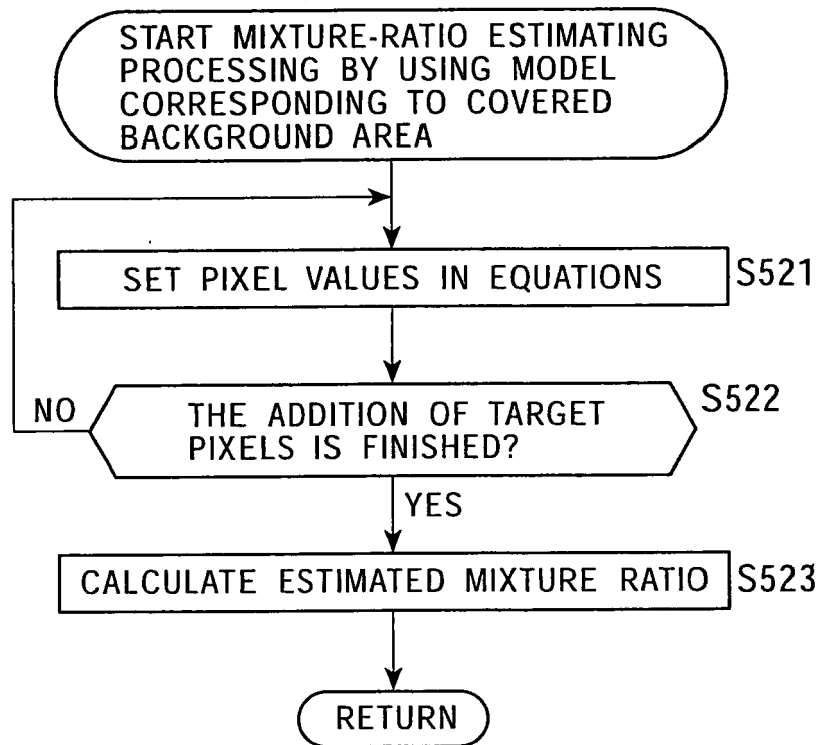 START MIXTURE-RATIO ESTIMATING
PROCESSING BY USING MODEL
CORRESPONDING TO COVERED
BACKGROUND AREA
SET PIXEL VALUES IN EQUATIONS
S521
THE ADDITION OF TARGET
PIXELS IS FINISHED?
S522
NO
YES
CALCULATE ESTIMATED MIXTURE RATIO
S523
RETURN